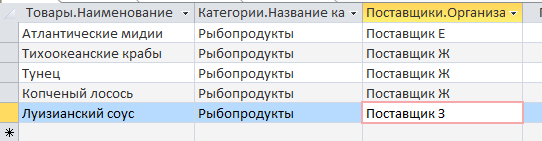 Товары.Наименование Категории.Название ка Поставщики.Организа
Атлантические мидии Рыбопродукты Поставщик Е
Тихоокеанские крабы Рыбопродукты Поставщик Ж
Тунец Рыбопродукты Поставщик Ж
Копченый лосось Рыбопродукты Поставщик Ж
Луизианский соус Рыбопродукты Поставщик З